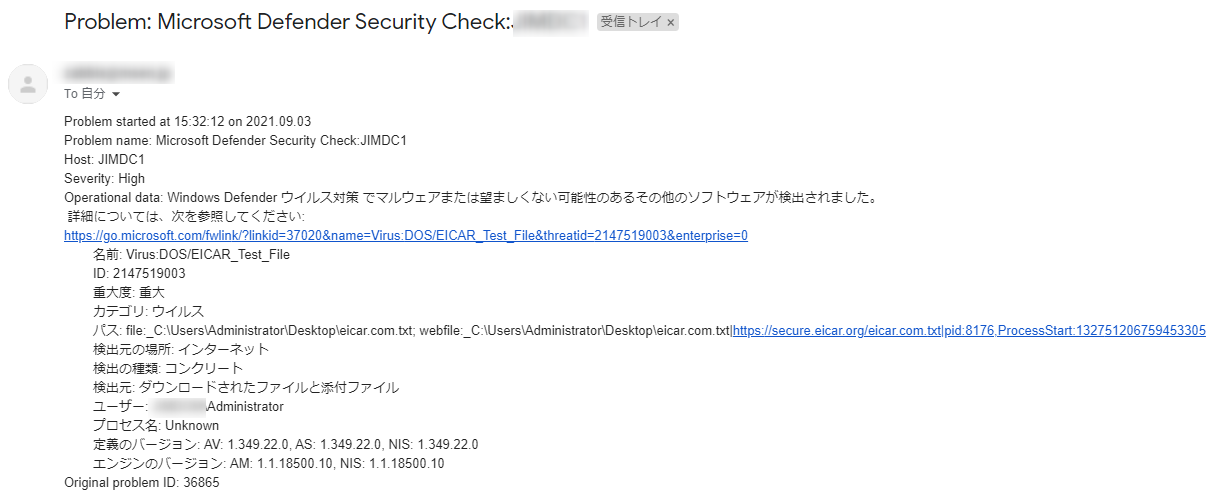 Problem: Microsoft Defender Security Check:
受信トレイ ×
To 自分
Problem started at 15:32:12 on 2021.09.03
Problem name: Microsoft Defender Security Check:JIMDC1
Host: JIMDC1
Severity: High
Operational data: Windows Defender ウイルス対策 でマルウェアまたは望ましくない可能性のあるその他のソフトウェアが検出されました。
詳細については、次を参照してください:
https://go.microsoft.com/fwlink/?linkid=37020&name=Virus:DOS/EICAR_Test_File&threatid=2147519003&enterprise=0
名前: Virus:DOS/EICAR_Test_File
ID: 2147519003
重大度: 重大
カテゴリ: ウイルス
パス: file:_C:\Users\Administrator\Desktop\eicar.com.txt; webfile:_C:\Users\Administrator\Desktop\eicar.com.txt|https://secure.eicar.org/eicar.com.txt|pid:8176,ProcessStart:132751206759453305
検出元の場所: インターネット
検出の種類: コンクリート
検出元: ダウンロードされたファイルと添付ファイル
ユーザー: \Administrator
プロセス名: Unknown
定義のバージョン: AV: 1.349.22.0, AS: 1.349.22.0, NIS: 1.349.22.0
エンジンのバージョン: AM: 1.1.18500.10, NIS: 1.1.18500.10
Original problem ID: 36865